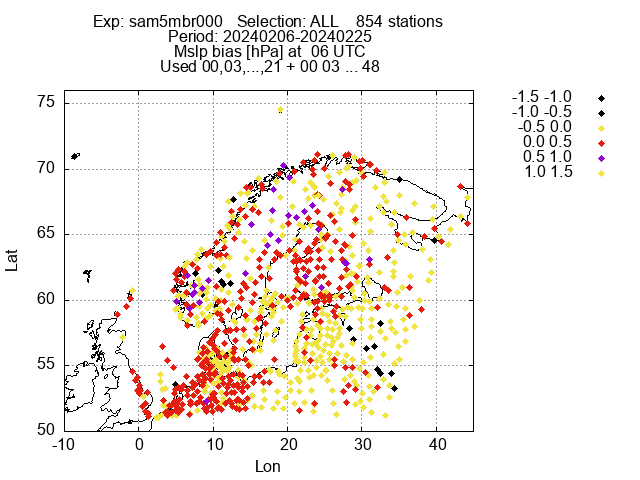 Exp: sam5mbr000 Selection: ALL 854 stations
Period: 20240206-20240225
Mslp bias [hPa] at 06 UTC
Used 00,03,...,21 + 00 03 ... 48
-1.5 -1.0
-1.0 -0.5
-0.5 0.0
0.0 0.5
0.5 1.0
1.0 1.5
75
70
65
60
55
50
Lat
-10 0 10 20 30 40
Lon